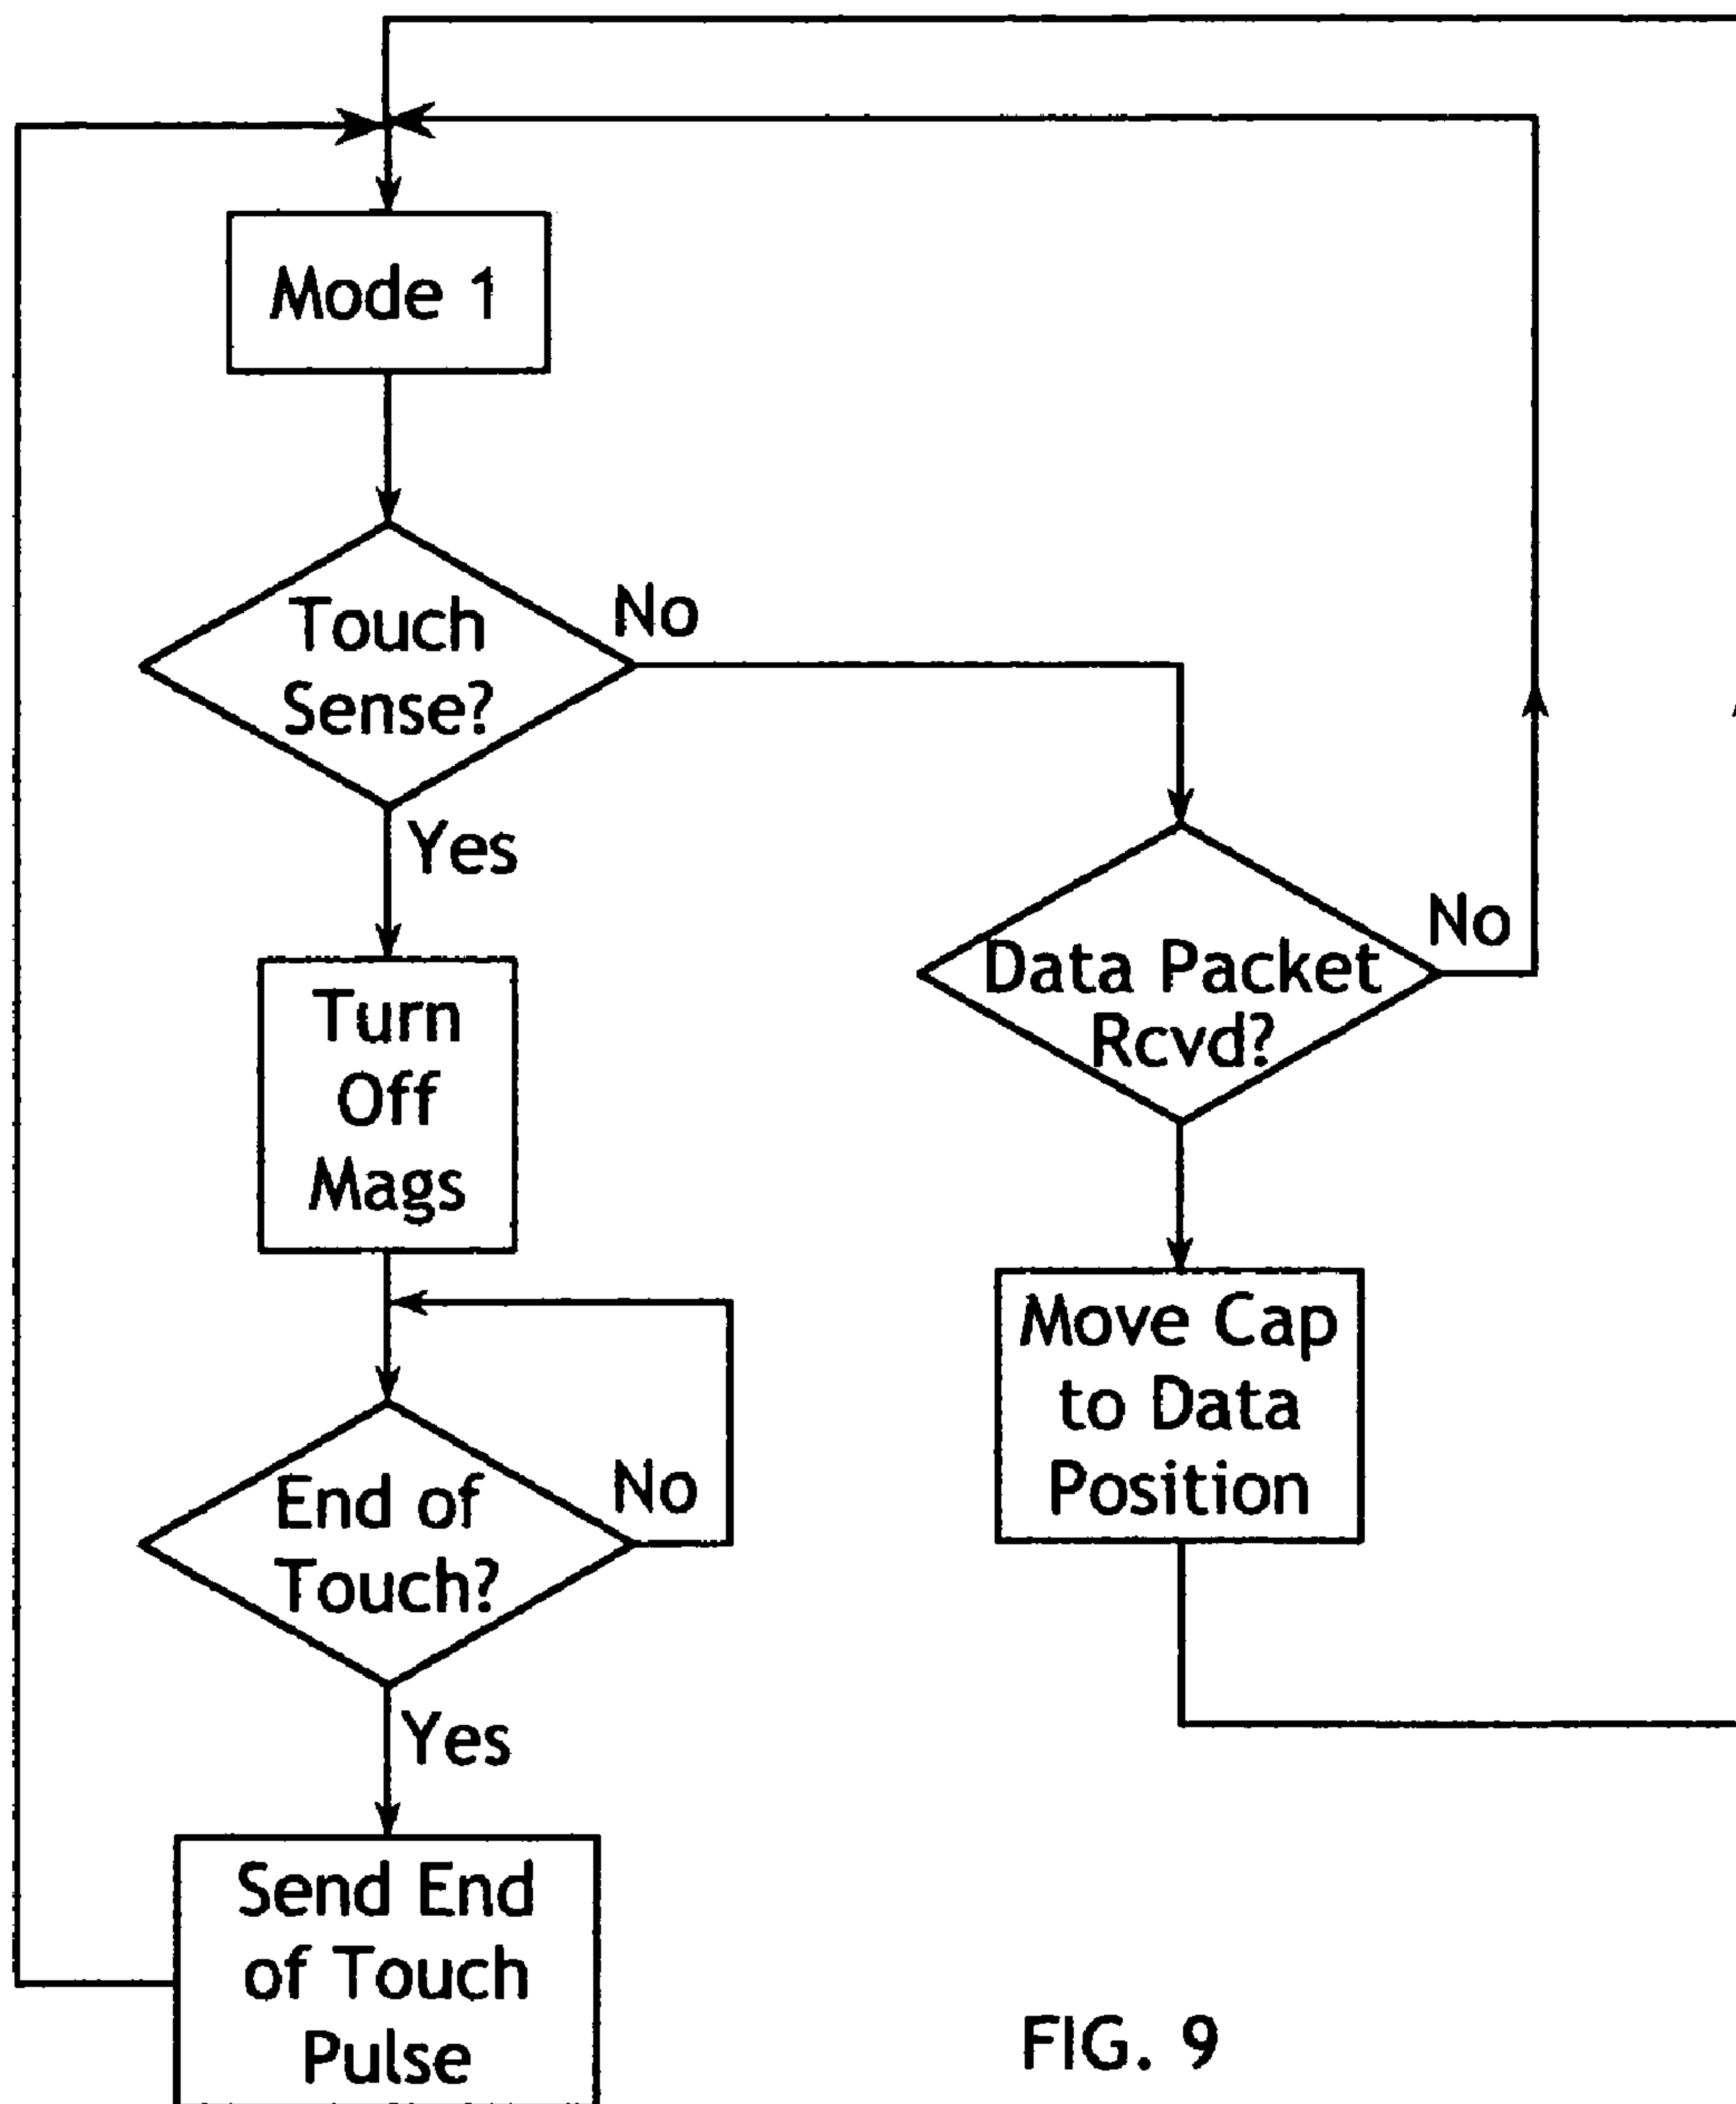 Mode 1
Touch
Sense?
No
Yes
Turn
Off
Mags
End of
Touch?
No
Yes
Send End
of Touch
Pulse
Data Packet
Rcvd?
No
Move Cap
to Data
Position
FIG. 9